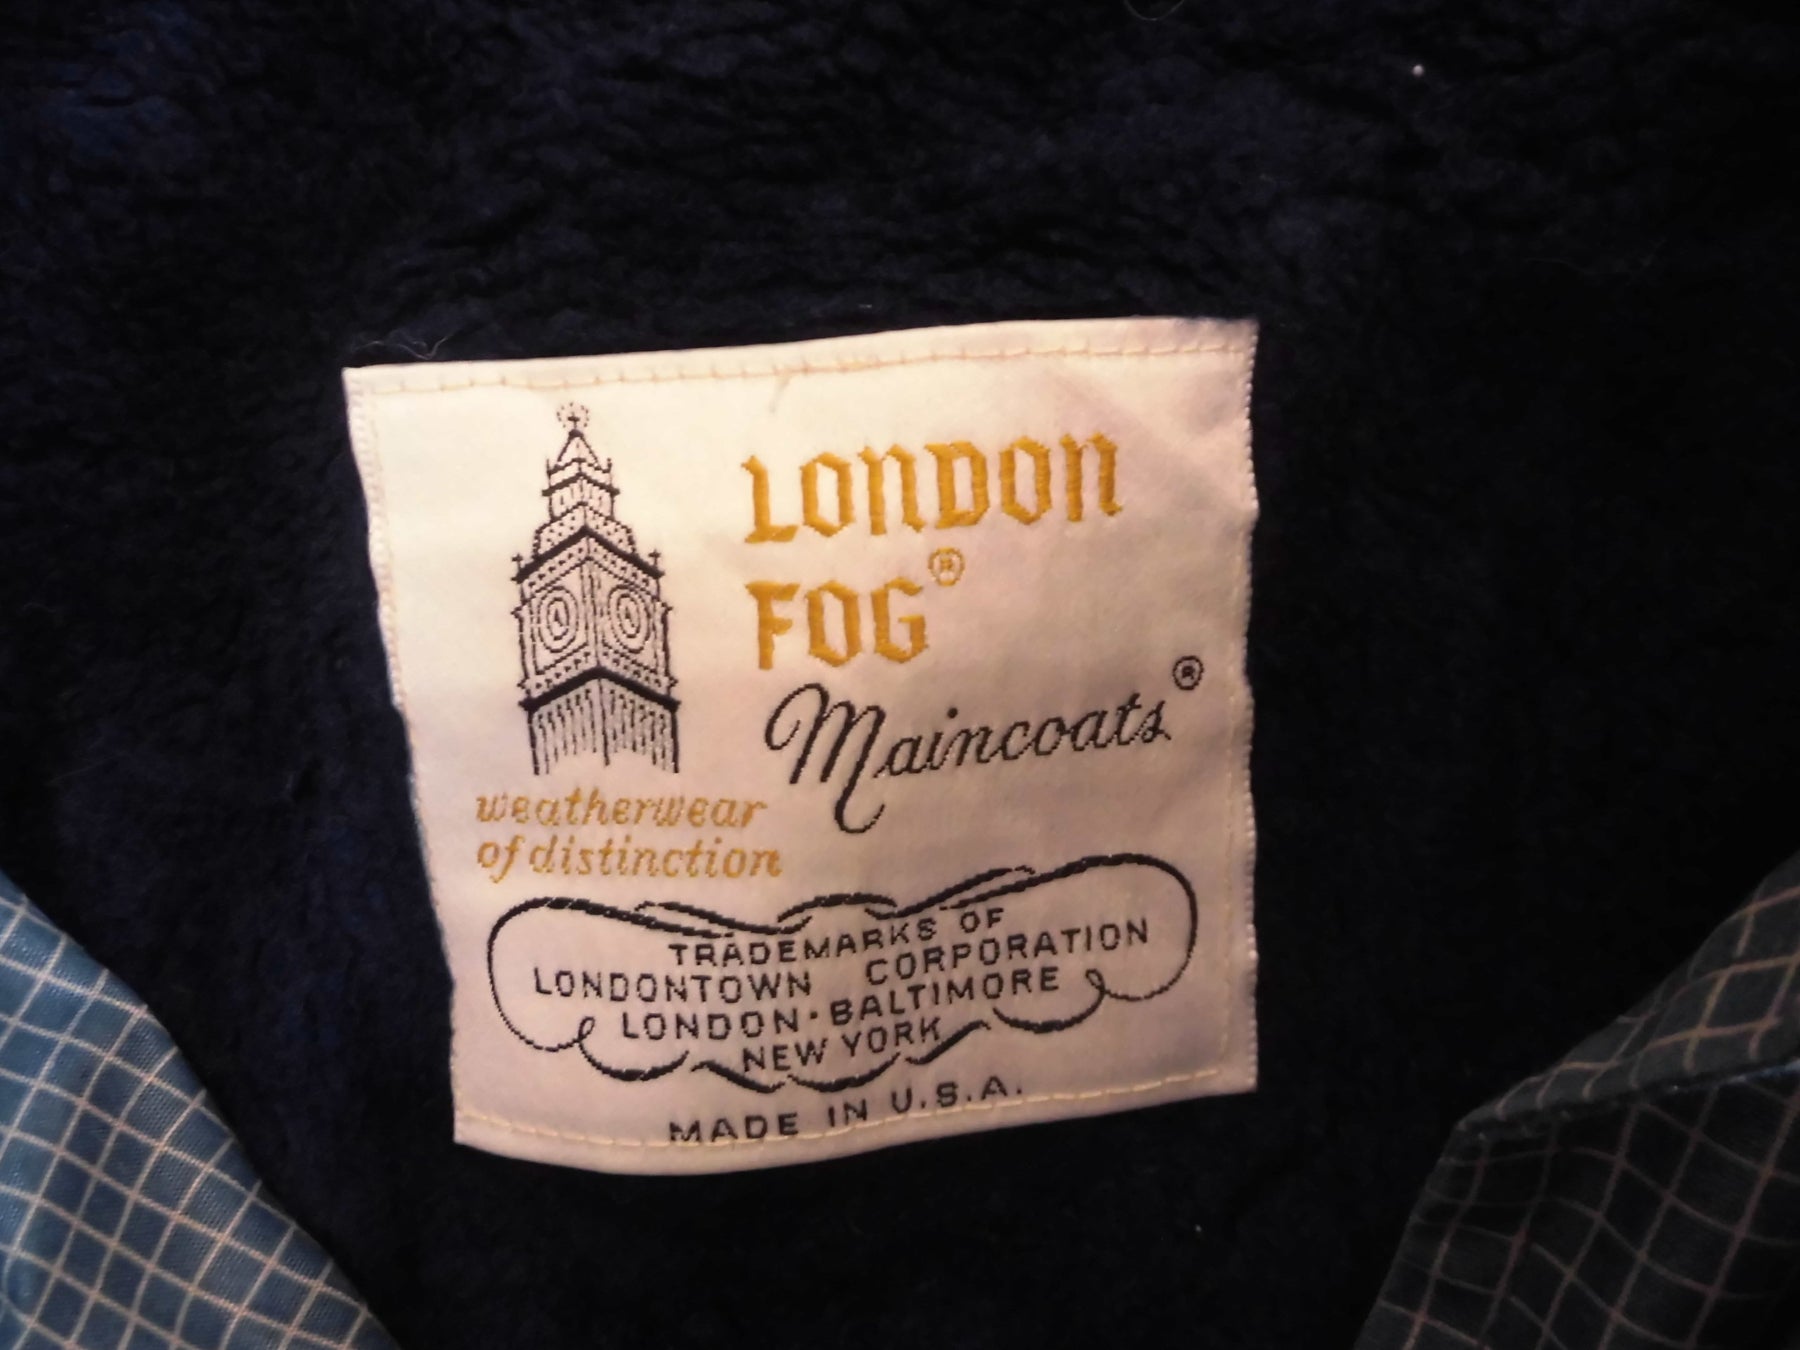 LONDON
FOG®
Maincoats®
weatherwear
of distinction
TRADEMARKS OF
LONDONTOWN CORPORATION
LONDON·BALTIMORE
NEW YORK
MADE IN U.S.A.